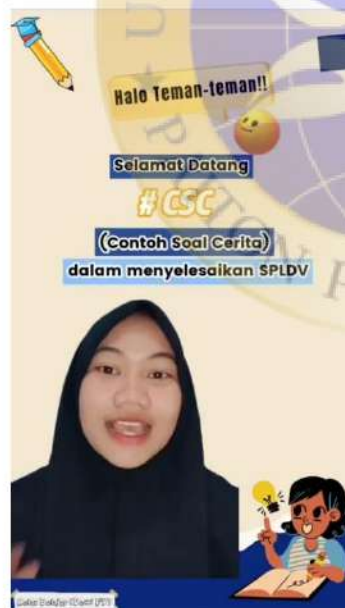 Halo Teman-teman!!
Selamat Datang
# CSC
(Contoh Soal Cerita)
dalam menyelesaikan SPLDV